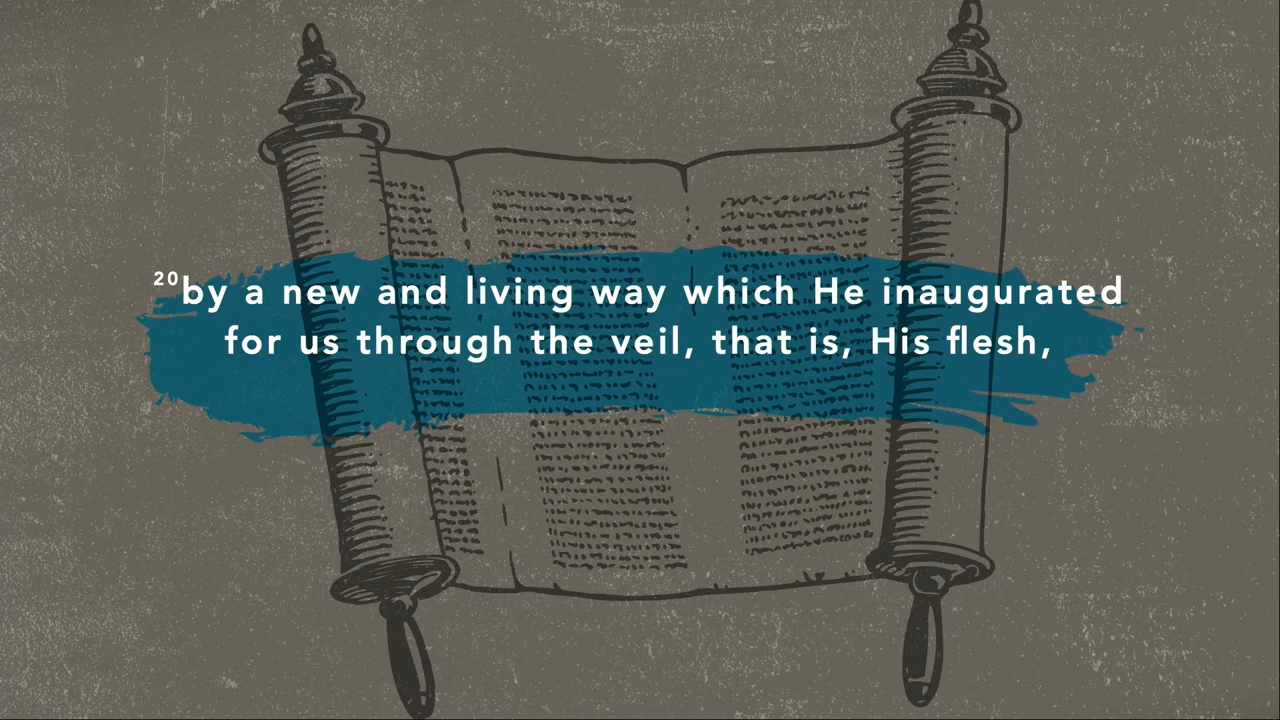 ²⁰by a new and living way which He inaugurated
for us through the veil, that is, His flesh,